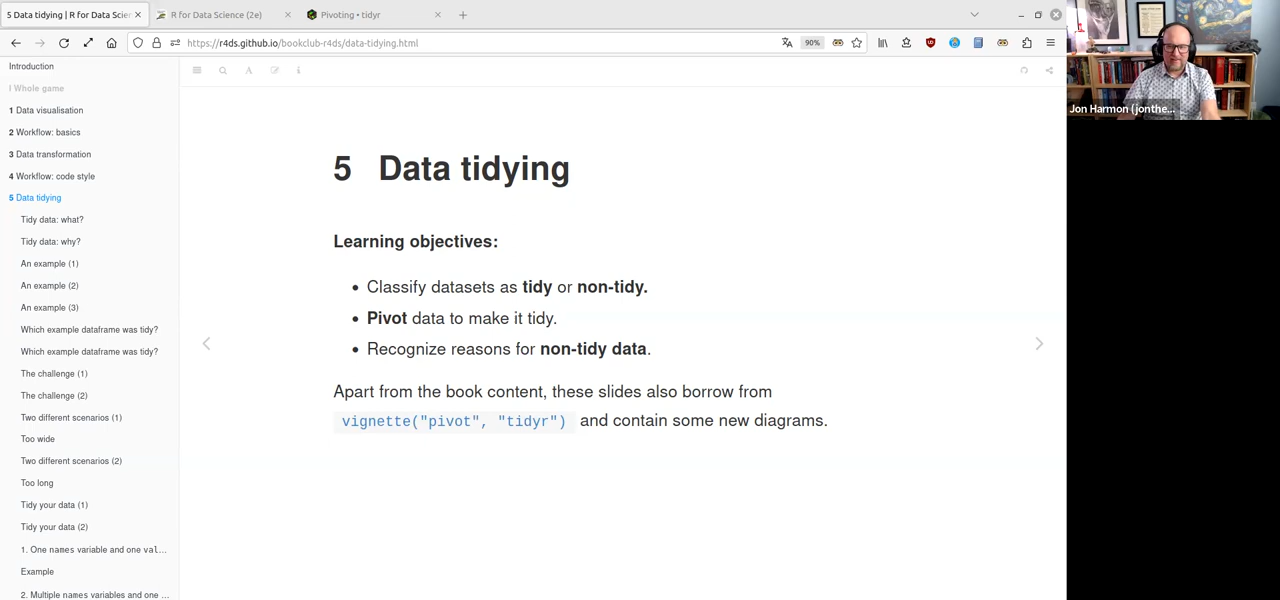 5 Data tidying | R for Data Scien
R for Data Science (2e)
Pivoting • tidyr
https://r4ds.github.io/bookclub-r4ds/data-tidying.html
90%
Introduction
I Whole game
1 Data visualisation
2 Workflow: basics
3 Data transformation
4 Workflow: code style
5 Data tidying
Tidy data: what?
Tidy data: why?
An example (1)
An example (2)
An example (3)
Which example dataframe was tidy?
Which example dataframe was tidy?
The challenge (1)
The challenge (2)
Two different scenarios (1)
Too wide
Two different scenarios (2)
Too long
Tidy your data (1)
Tidy your data (2)
1. One names variable and one val...
Example
2. Multiple names variables and one ...
5 Data tidying
Learning objectives:
• Classify datasets as tidy or non-tidy.
• Pivot data to make it tidy.
• Recognize reasons for non-tidy data.
Apart from the book content, these slides also borrow from
vignette("pivot", "tidyr") and contain some new diagrams.
Jon Harmon (jonthe...